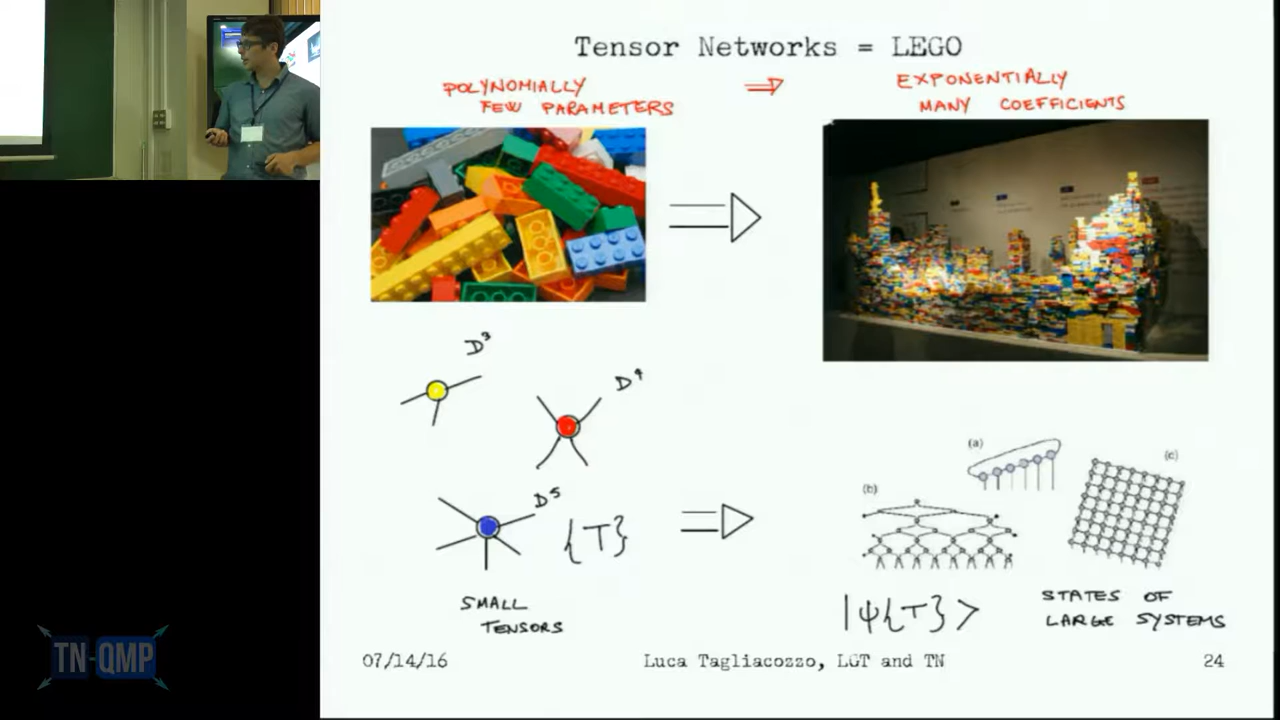 Tensor Networks = LEGO
POLYNOMIALLY
FEW PARAMETERS
⇒
EXPONENTIALLY
MANY COEFFICIENTS
D³
D⁴
D⁵
{T}
SMALL
TENSORS
(a)
(b)
(c)
|ψ{T}>
STATES OF
LARGE SYSTEMS
07/14/16
Luca Tagliacozzo, LGT and TN
24
TN-QMP